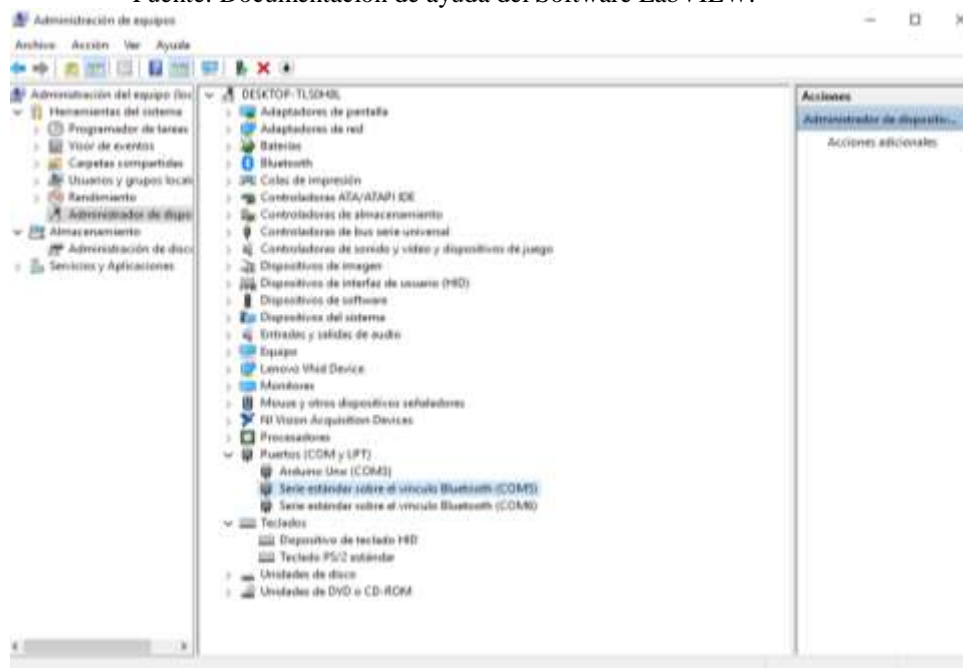 Fuente: Documentación de ayuda del Software LabVIEW.
Administración de equipos
Archivo Acción Ver Ayuda
Administración del equipo (loc
Herramientas del sistema
Programador de tareas
Visor de eventos
Carpetas compartidas
Usuarios y grupos locale
Rendimiento
Administrador de dispo
Almacenamiento
Administración de disco
Servicios y Aplicaciones
Adaptadores de pantalla
Adaptadores de red
Baterías
Bluetooth
Colas de impresión
Controladoras ATA/ATAPI IDE
Controladoras de almacenamiento
Controladoras de bus serie universal
Controladoras de sonido y vídeo y dispositivos de juego
Dispositivos de imagen
Dispositivos de interfaz de usuario (HID)
Dispositivos de software
Dispositivos del sistema
Entradas y salidas de audio
Equipo
Lenovo Vhid Device
Monitores
Mouse y otros dispositivos señaladores
NI Vision Acquisition Devices
Procesadores
Puertos (COM y LPT)
Arduino Uno (COM3)
Serie estándar sobre el vínculo Bluetooth (COM5)
Serie estándar sobre el vínculo Bluetooth (COM6)
Teclados
Dispositivo de teclado HID
Teclado PS/2 estándar
Unidades de disco
Unidades de DVD o CD-ROM
Acciones
Administrador de dispositiv...
Acciones adicionales